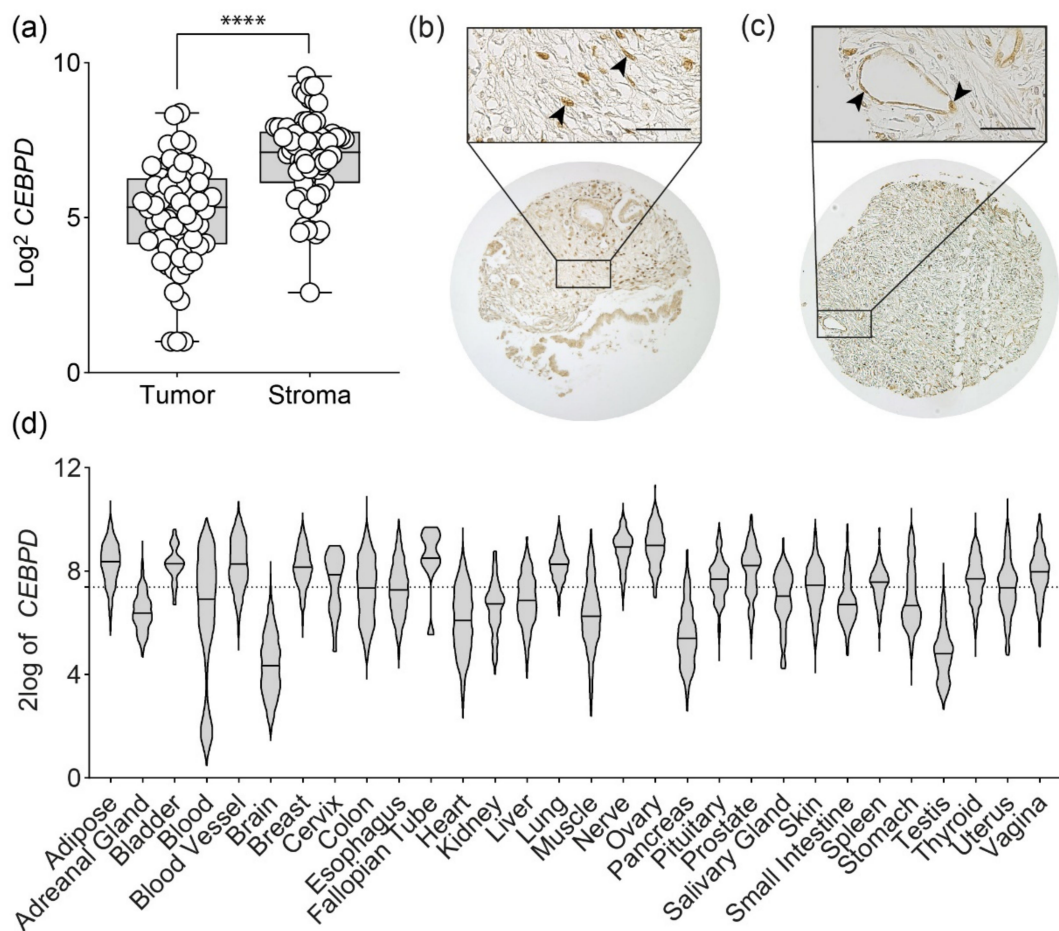 (a)
****
Log² CEBPD
10
5
0
Tumor
Stroma
(b)
(c)
(d)
2log of CEBPD
12
8
4
0
Adipose
Adreanal Gland
Bladder
Blood
Blood Vessel
Brain
Breast
Cervix
Colon
Esophagus
Fallopian Tube
Heart
Kidney
Liver
Lung
Muscle
Nerve
Ovary
Pancreas
Pituitary
Prostate
Salivary Gland
Skin
Small Intestine
Spleen
Stomach
Testis
Thyroid
Uterus
Vagina